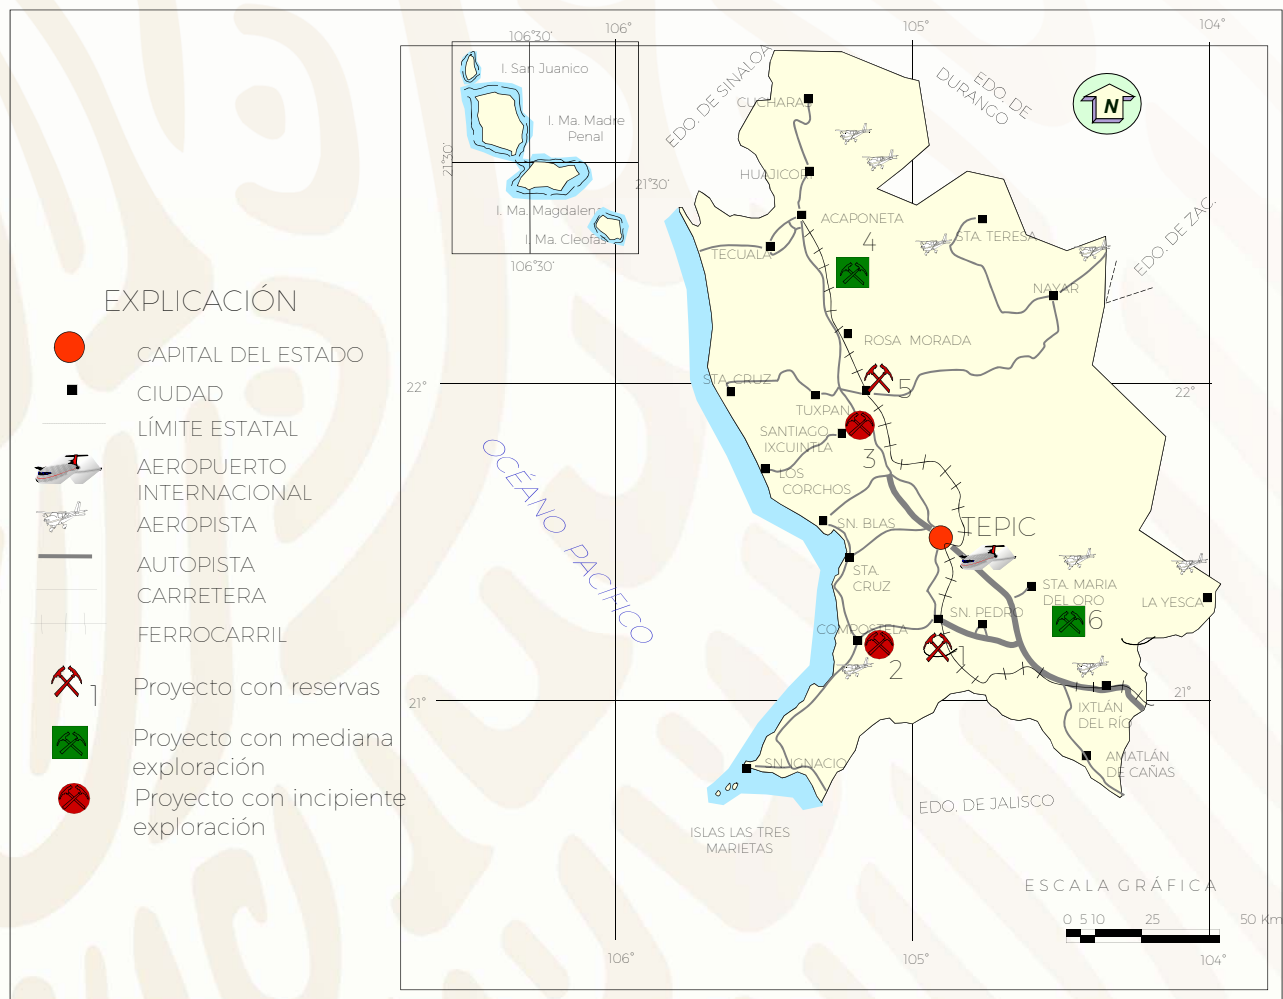 106°
105°
104°
106°30'
I. San Juanico
I. Ma. Madre
Penal
21°30'
21°30'
I. Ma. Magdalena
I. Ma. Cleofas
106°30'
EDO. DE SINALOA
EDO. DE
DURANGO
N
EDO. DE ZAC.
CUCHARAS
HUAJICORI
ACAPONETA
4
STA. TERESA
TECUALA
NAYAR
ROSA MORADA
22°
22°
STA. CRUZ
5
TUXPAN
SANTIAGO
IXCUINTLA
3
LOS
CORCHOS
SN. BLAS
TEPIC
STA.
CRUZ
STA. MARIA
DEL ORO
LA YESCA
SN. PEDRO
6
COMPOSTELA
1
2
21°
21°
IXTLÁN
DEL RÍO
SN. IGNACIO
AMATLÁN
DE CAÑAS
EDO. DE JALISCO
ISLAS LAS TRES
MARIETAS
OCÉANO PACÍFICO
EXPLICACIÓN
CAPITAL DEL ESTADO
CIUDAD
LÍMITE ESTATAL
AEROPUERTO
INTERNACIONAL
AEROPISTA
AUTOPISTA
CARRETERA
FERROCARRIL
1 Proyecto con reservas
Proyecto con mediana
exploración
Proyecto con incipiente
exploración
ESCALA GRÁFICA
0 5 10 25 50 Km
106°
105°
104°